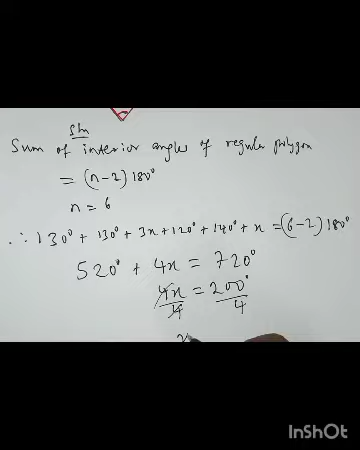 Sln
Sum of interior angles of regular polygon
= (n-2) 180°
n = 6
∴ 130° + 130° + 3x + 120° + 140° + x = (6-2) 180°
520° + 4x = 720°
4x/4 = 200°/4
x
InShOt